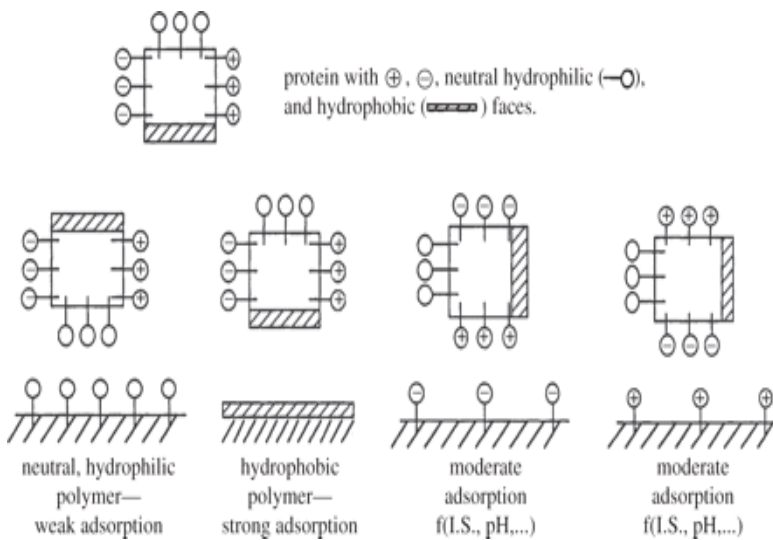 protein with ⊕, ⊖, neutral hydrophilic (—○),
and hydrophobic (▨) faces.
neutral, hydrophilic
polymer—
weak adsorption
hydrophobic
polymer—
strong adsorption
moderate
adsorption
f(I.S., pH,...)
moderate
adsorption
f(I.S., pH,...)